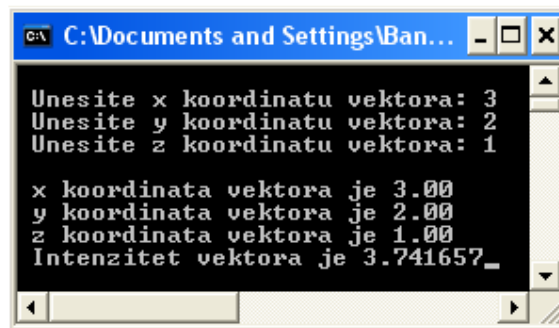 C:\Documents and Settings\Ban...
Unesite x koordinatu vektora: 3
Unesite y koordinatu vektora: 2
Unesite z koordinatu vektora: 1
x koordinata vektora je 3.00
y koordinata vektora je 2.00
z koordinata vektora je 1.00
Intenzitet vektora je 3.741657_